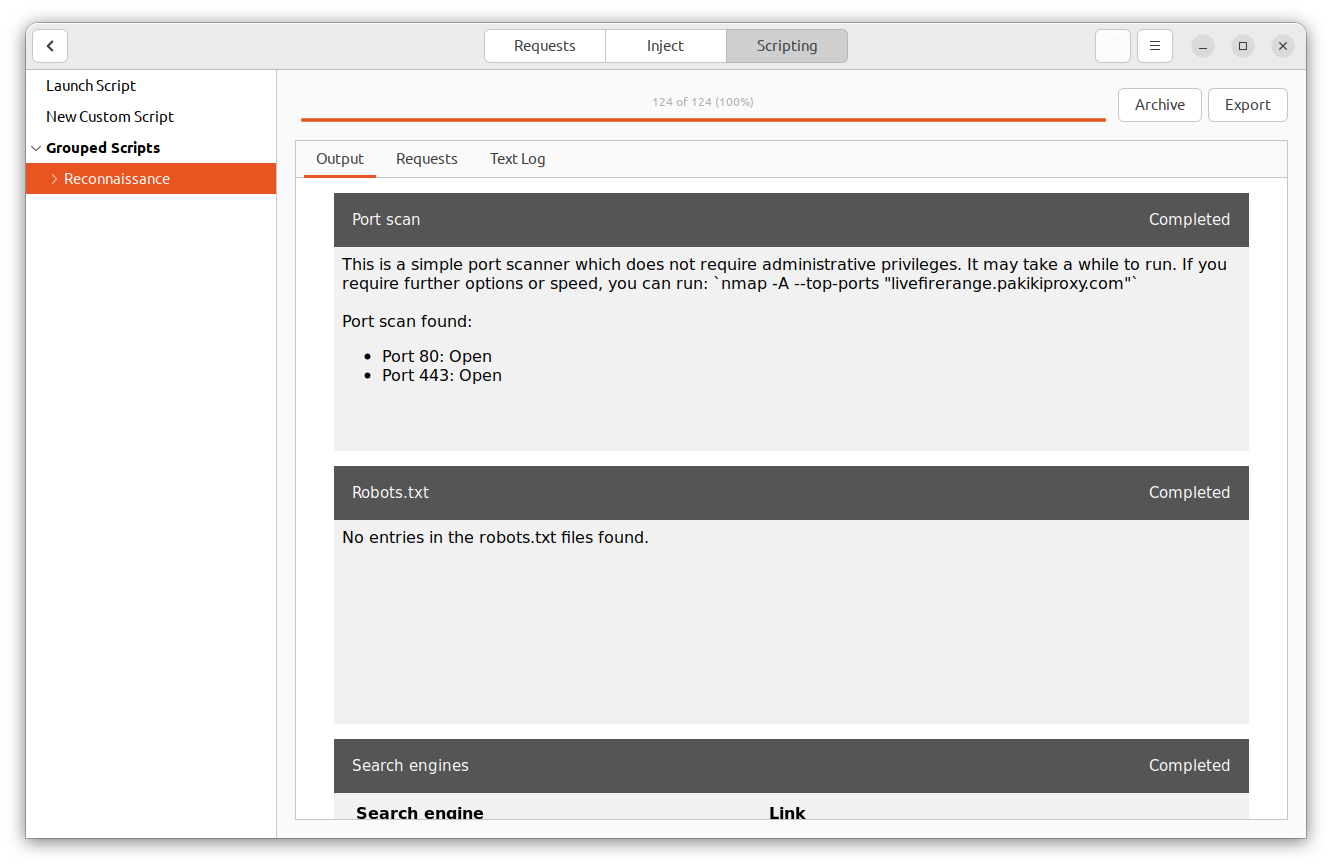 Requests Inject Scripting
Launch Script
New Custom Script
Grouped Scripts
Reconnaissance
124 of 124 (100%)
Archive Export
Output Requests Text Log
Port scan Completed
This is a simple port scanner which does not require administrative privileges. It may take a while to run. If you
require further options or speed, you can run: `nmap -A --top-ports "livefirerange.pakikiproxy.com"`
Port scan found:
• Port 80: Open
• Port 443: Open
Robots.txt Completed
No entries in the robots.txt files found.
Search engines Completed
Search engine Link